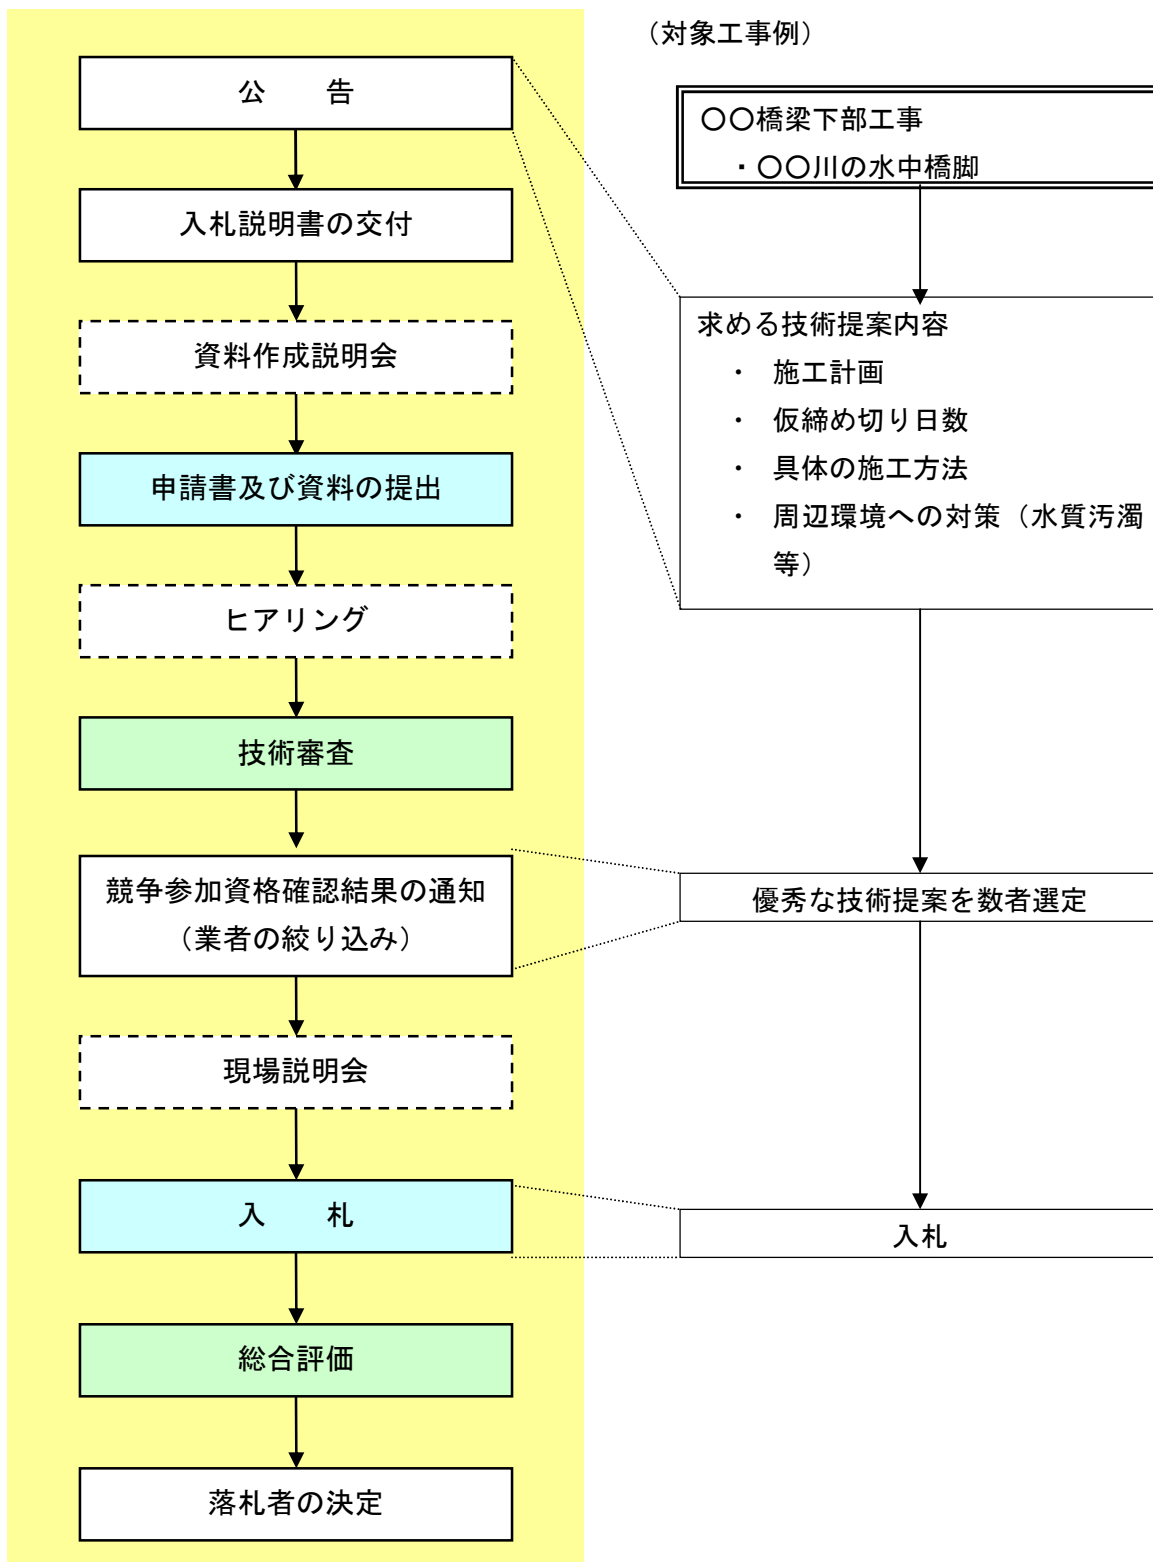 公　　告
入札説明書の交付
資料作成説明会
申請書及び資料の提出
ヒアリング
技術審査
競争参加資格確認結果の通知
（業者の絞り込み）
現場説明会
入　　札
総合評価
落札者の決定
（対象工事例）
〇〇橋梁下部工事
・〇〇川の水中橋脚
求める技術提案内容
・　施工計画
・　仮締め切り日数
・　具体の施工方法
・　周辺環境への対策（水質汚濁
等）
優秀な技術提案を数者選定
入札